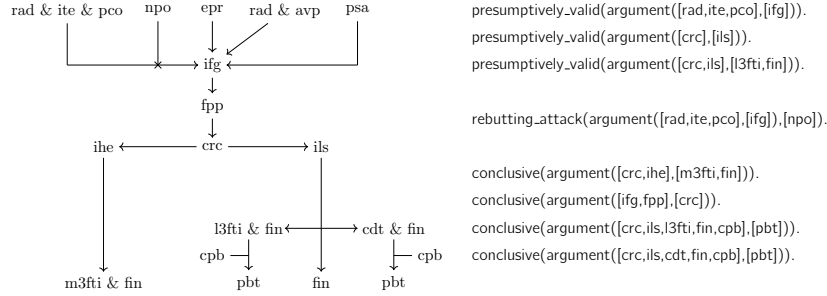 rad & ite & pco npo epr rad & avp psa
ifg
fpp
ihe crc ils
l3fti & fin cdt & fin
cpb cpb
m3fti & fin pbt fin pbt
presumptively_valid(argument([rad,ite,pco],[ifg])).
presumptively_valid(argument([crc],[ils])).
presumptively_valid(argument([crc,ils],[l3fti,fin])).
rebutting_attack(argument([rad,ite,pco],[ifg]),[npo]).
conclusive(argument([crc,ihe],[m3fti,fin])).
conclusive(argument([ifg,fpp],[crc])).
conclusive(argument([crc,ils,l3fti,fin,cpb],[pbt])).
conclusive(argument([crc,ils,cdt,fin,cpb],[pbt])).